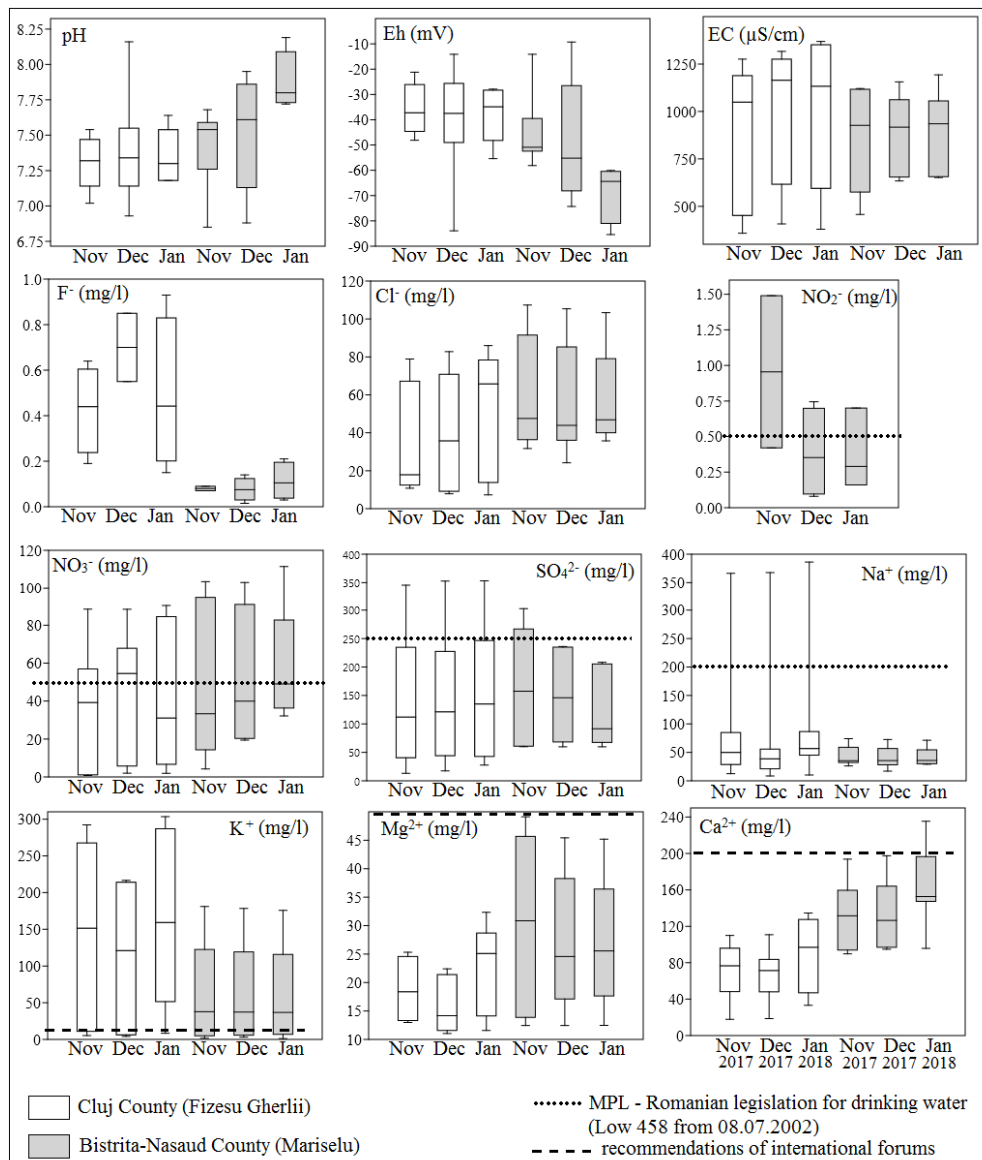 pH
8.25
8.00
7.75
7.50
7.25
7.00
6.75
Nov Dec Jan Nov Dec Jan
Eh (mV)
-10
-20
-30
-40
-50
-60
-70
-80
-90
Nov Dec Jan Nov Dec Jan
EC (µS/cm)
1250
1000
750
500
Nov Dec Jan Nov Dec Jan
F- (mg/l)
1.0
0.8
0.6
0.4
0.2
0.0
Nov Dec Jan Nov Dec Jan
Cl- (mg/l)
120
100
80
60
40
20
0
Nov Dec Jan Nov Dec Jan
NO2- (mg/l)
1.50
1.25
1.00
0.75
0.50
0.25
0.00
Nov Dec Jan
NO3- (mg/l)
120
100
80
60
40
20
0
Nov Dec Jan Nov Dec Jan
SO4 2- (mg/l)
400
350
300
250
200
150
100
50
0
Nov Dec Jan Nov Dec Jan
Na+ (mg/l)
400
350
300
250
200
150
100
50
0
Nov Dec Jan Nov Dec Jan
K+ (mg/l)
300
250
200
150
100
50
0
Nov Dec Jan Nov Dec Jan
Mg2+ (mg/l)
45
40
35
30
25
20
15
10
Nov Dec Jan Nov Dec Jan
Ca2+ (mg/l)
240
200
160
120
80
40
0
Nov Dec Jan Nov Dec Jan
2017 2017 2018 2017 2017 2018
Cluj County (Fizesu Gherlii)
Bistrita-Nasaud County (Mariselu)
MPL - Romanian legislation for drinking water
(Low 458 from 08.07.2002)
recommendations of international forums